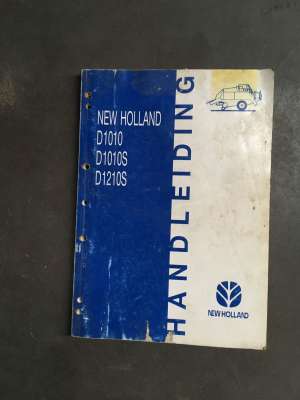 NEW HOLLAND
D1010
D1010S
D1210S
HANDLEIDING
NEW HOLLAND